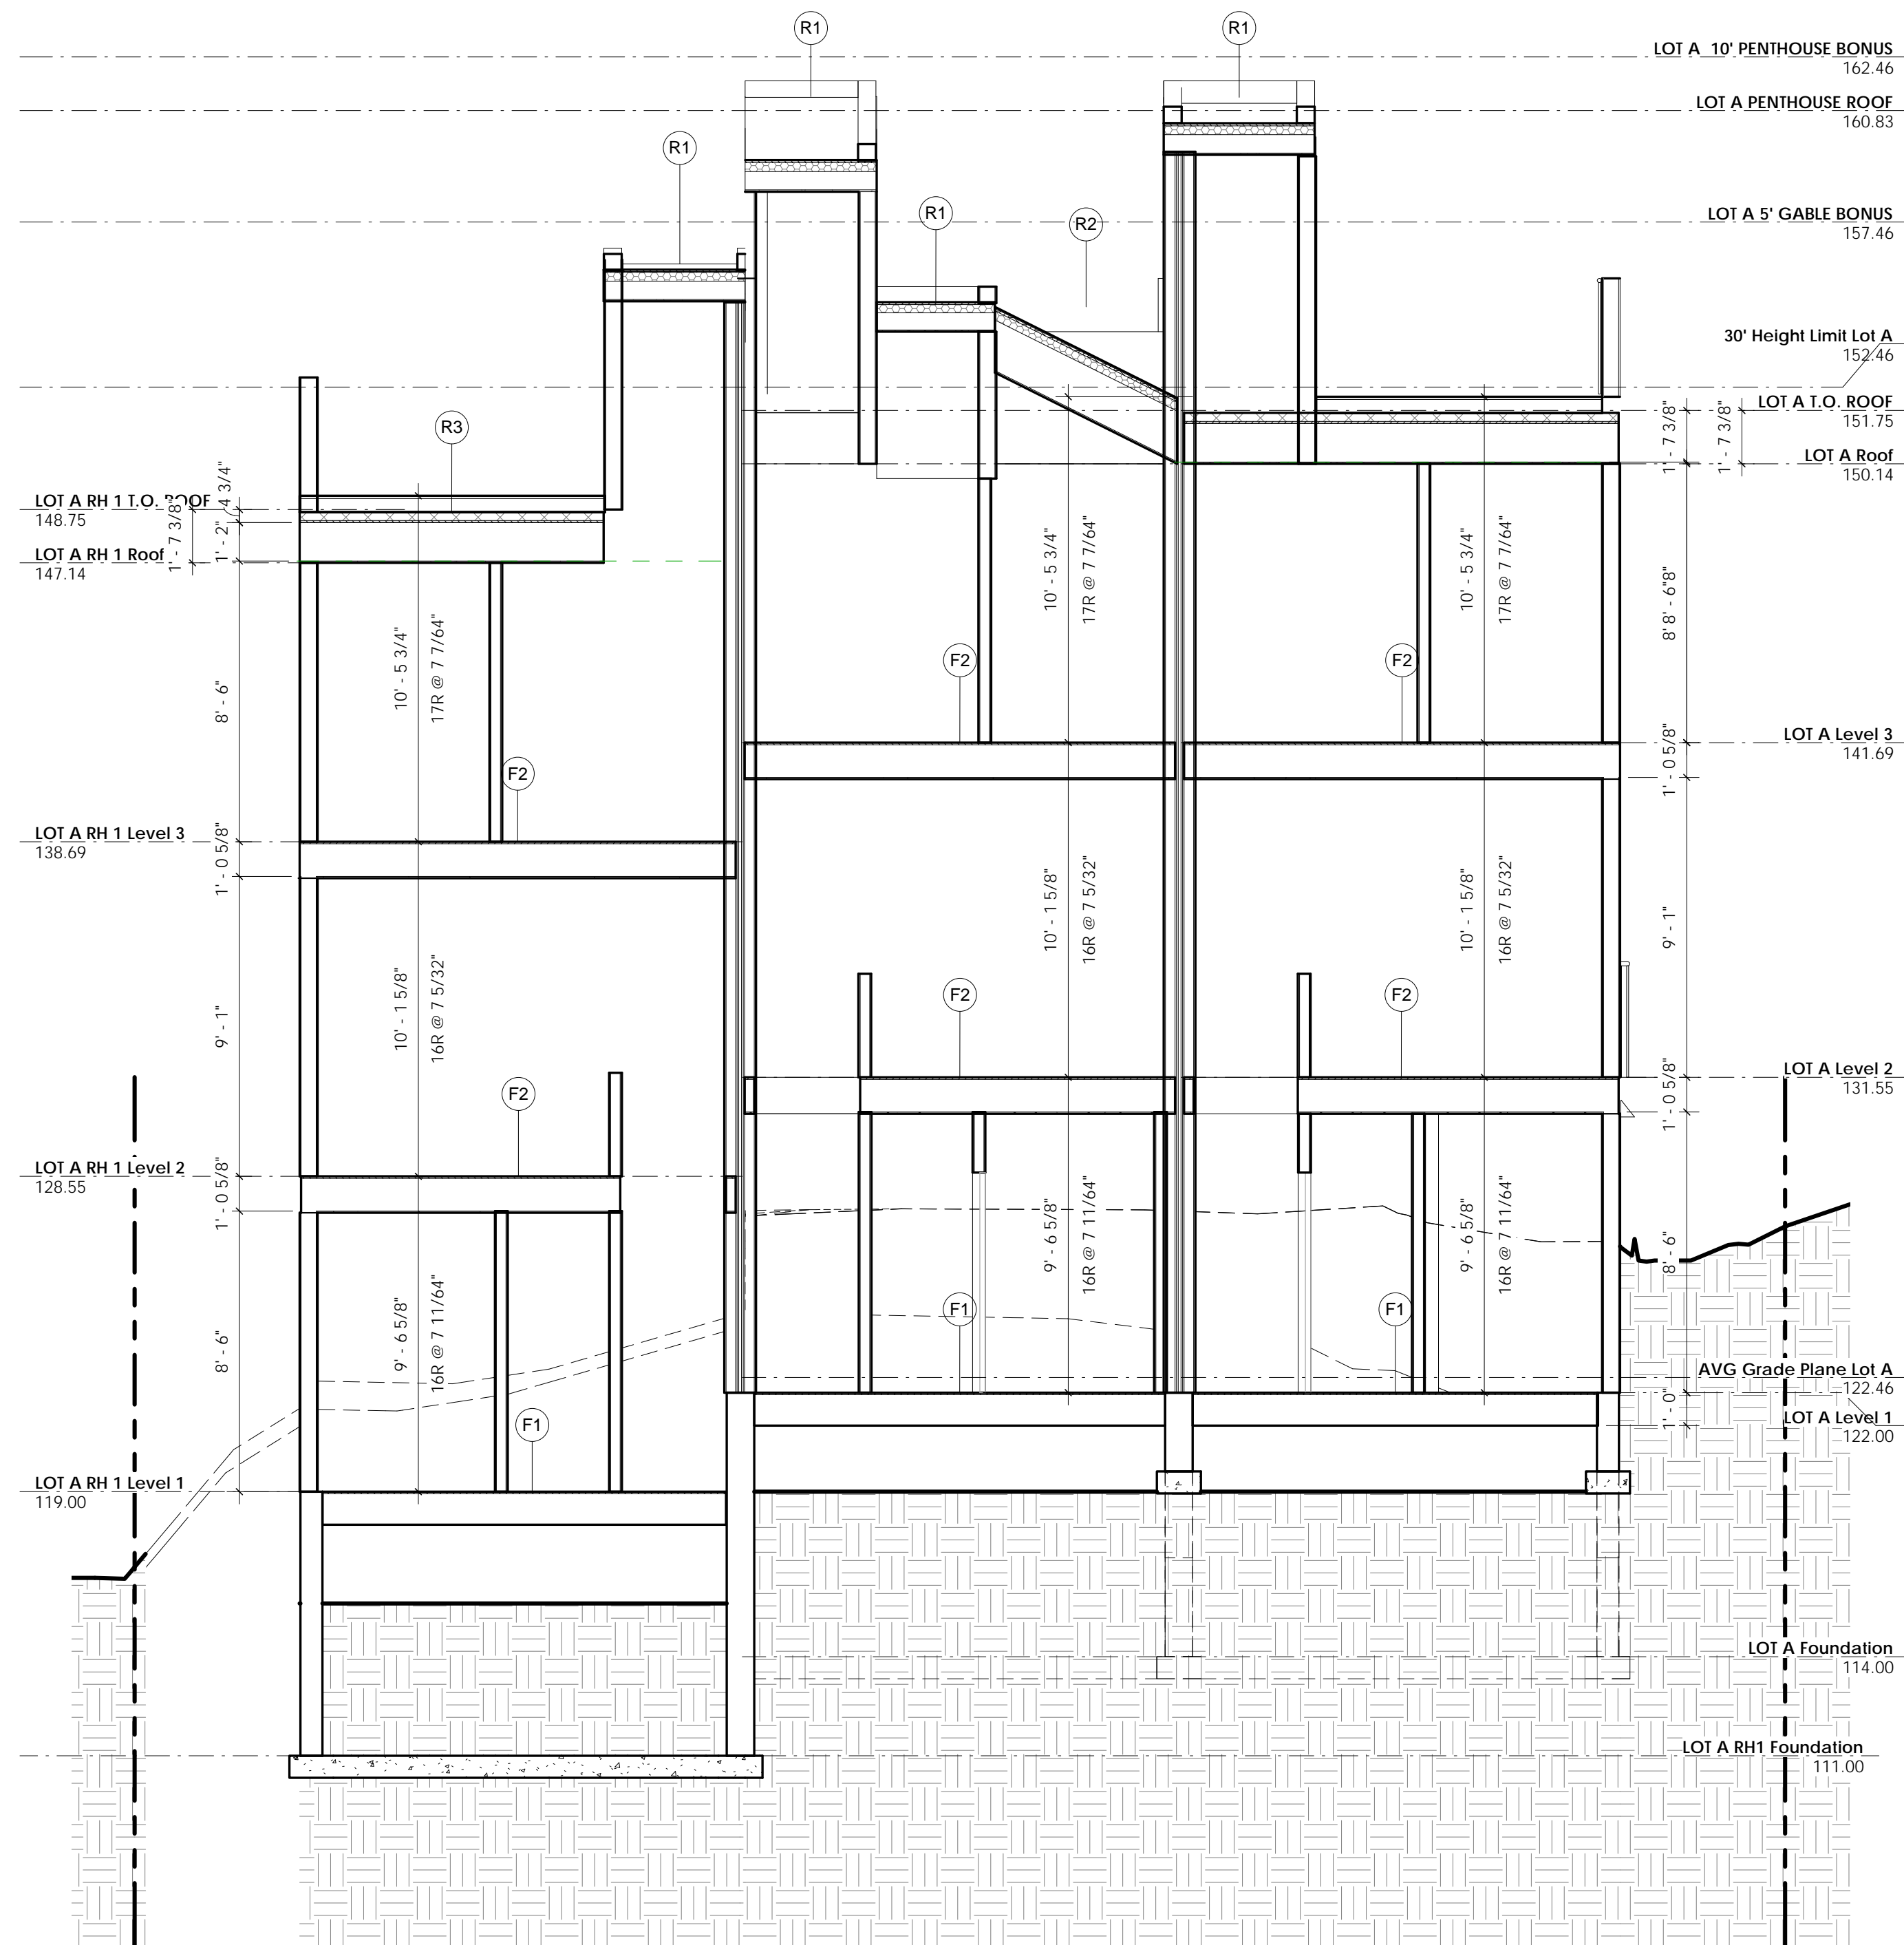 R1
R1
LOT A  10' PENTHOUSE BONUS
162.46
LOT A PENTHOUSE ROOF
160.83
R1
R1
R2
LOT A 5' GABLE BONUS
157.46
30' Height Limit Lot A
152.46
LOT A T.O. ROOF
151.75
LOT A Roof
150.14
1' - 7 3/8"
1' - 7 3/8"
R3
LOT A RH 1 T.O. ROOF
148.75
LOT A RH 1 Roof
147.14
1' - 7 3/8"
1' - 2"
4 3/4"
10' - 5 3/4"
17R @ 7 7/64"
10' - 5 3/4"
17R @ 7 7/64"
8' - 6"
10' - 5 3/4"
17R @ 7 7/64"
8' - 6"
F2
F2
F2
LOT A Level 3
141.69
1' - 0 5/8"
LOT A RH 1 Level 3
138.69
1' - 0 5/8"
10' - 1 5/8"
16R @ 7 5/32"
10' - 1 5/8"
16R @ 7 5/32"
9' - 1"
9' - 1"
10' - 1 5/8"
16R @ 7 5/32"
F2
F2
F2
LOT A Level 2
131.55
1' - 0 5/8"
LOT A RH 1 Level 2
128.55
1' - 0 5/8"
9' - 6 5/8"
16R @ 7 11/64"
9' - 6 5/8"
16R @ 7 11/64"
8' - 6"
8' - 6"
9' - 6 5/8"
16R @ 7 11/64"
F1
F1
F1
AVG Grade Plane Lot A
122.46
LOT A Level 1
122.00
1' - 0"
LOT A RH 1 Level 1
119.00
LOT A Foundation
114.00
LOT A RH1 Foundation
111.00